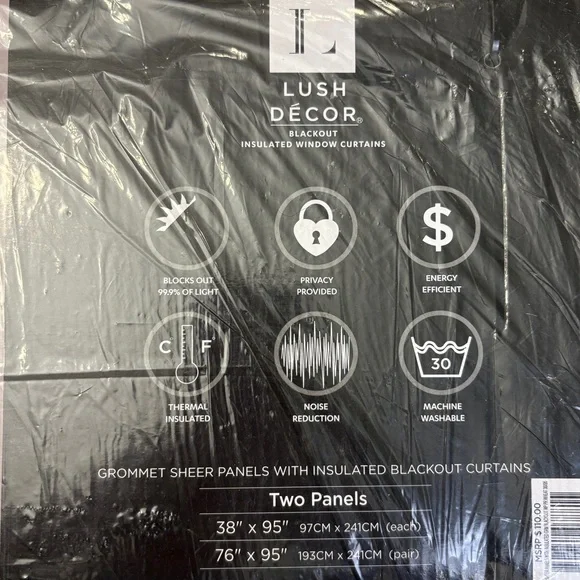 L
LUSH
DÉCOR®
BLACKOUT
INSULATED WINDOW CURTAINS
BLOCKS OUT
99.9% OF LIGHT
PRIVACY
PROVIDED
$
ENERGY
EFFICIENT
C F
THERMAL
INSULATED
NOISE
REDUCTION
30
MACHINE
WASHABLE
GROMMET SHEER PANELS WITH INSULATED BLACKOUT CURTAINS
Two Panels
38" x 95" 97CM x 241CM (each)
76" x 95" 193CM x 241CM (pair)
MSRP $ 110.00